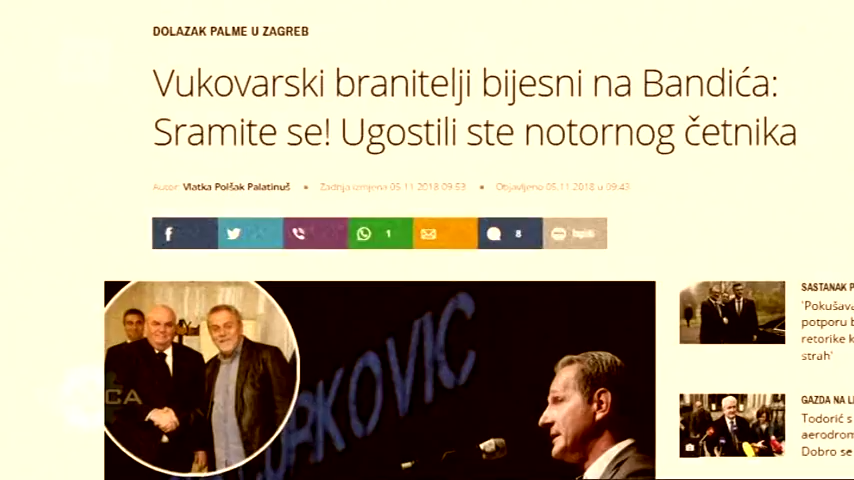 DOLAZAK PALME U ZAGREB
Vukovarski branitelji bijesni na Bandića:
Sramite se! Ugostili ste notornog četnika
Autor: Vlatka Polšak Palatinuš Zadnja izmjena 05.11.2018 09:53 Objavljeno 05.11.2018 u 09:43
1 8 Ispiši
SASTANAK P
'Pokušava
potporu b
retorike k
strah'
GAZDA NA LE
Todorić s
aerodrom
Dobro se